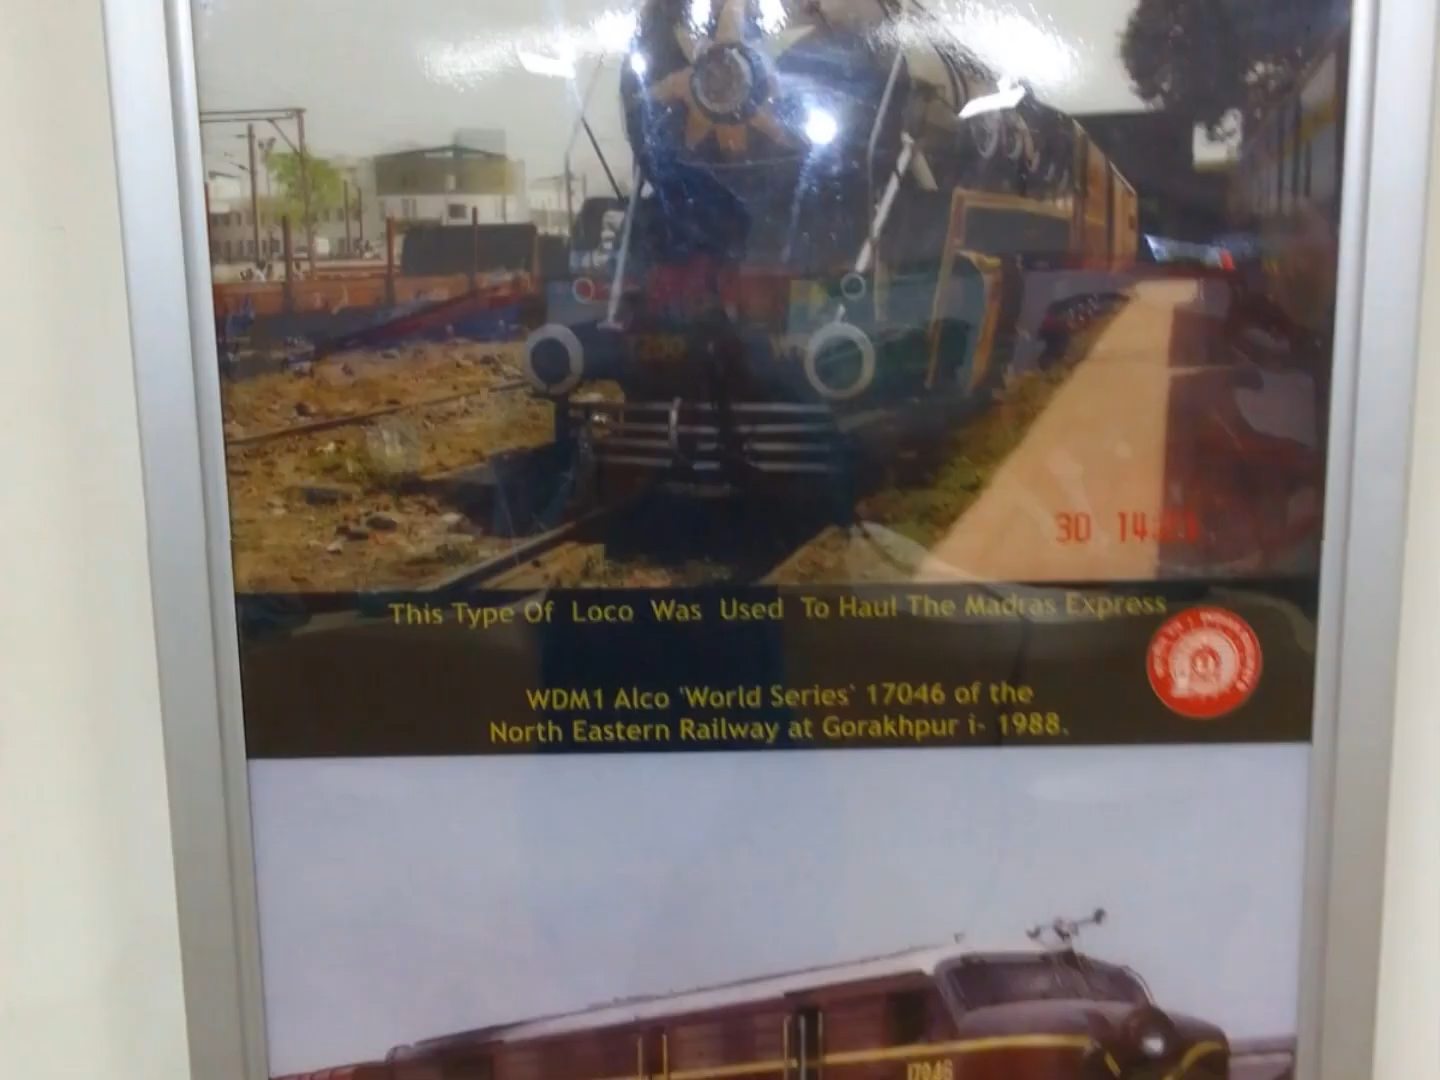 30 14:
This Type Of Loco Was Used To Haul The Madras Express
WDM1 Alco 'World Series' 17046 of the
North Eastern Railway at Gorakhpur i- 1988.
17046